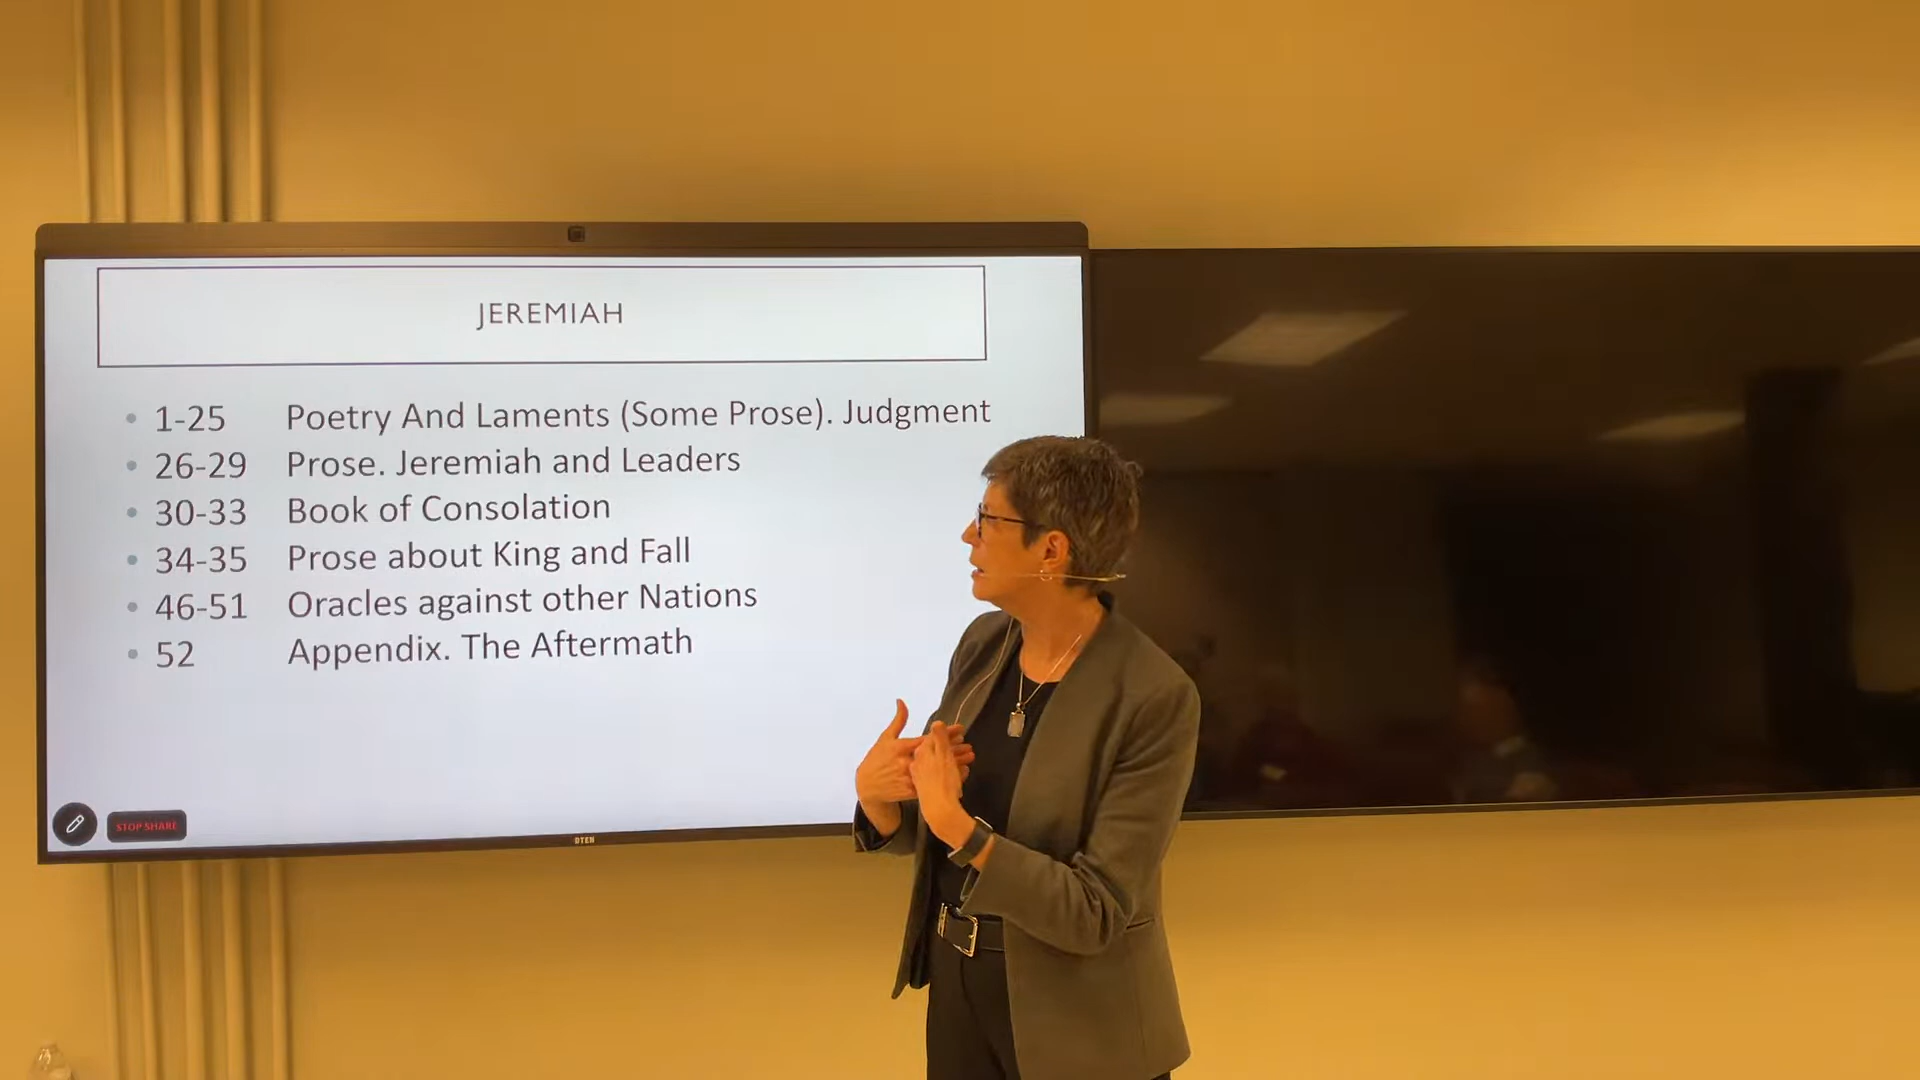 JEREMIAH
• 1-25 Poetry And Laments (Some Prose). Judgment
• 26-29 Prose. Jeremiah and Leaders
• 30-33 Book of Consolation
• 34-35 Prose about King and Fall
• 46-51 Oracles against other Nations
• 52 Appendix. The Aftermath
STOP SHARE
DTEN